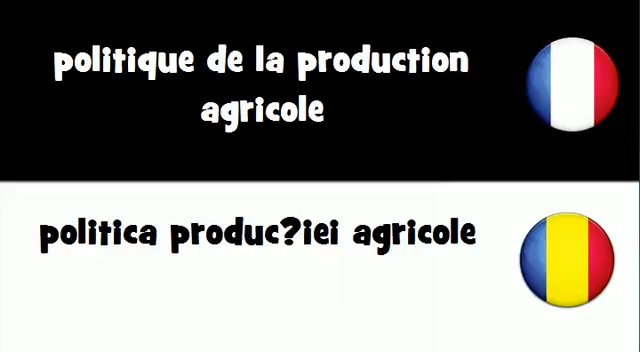 politique de la production
agricole
politica produc?iei agricole